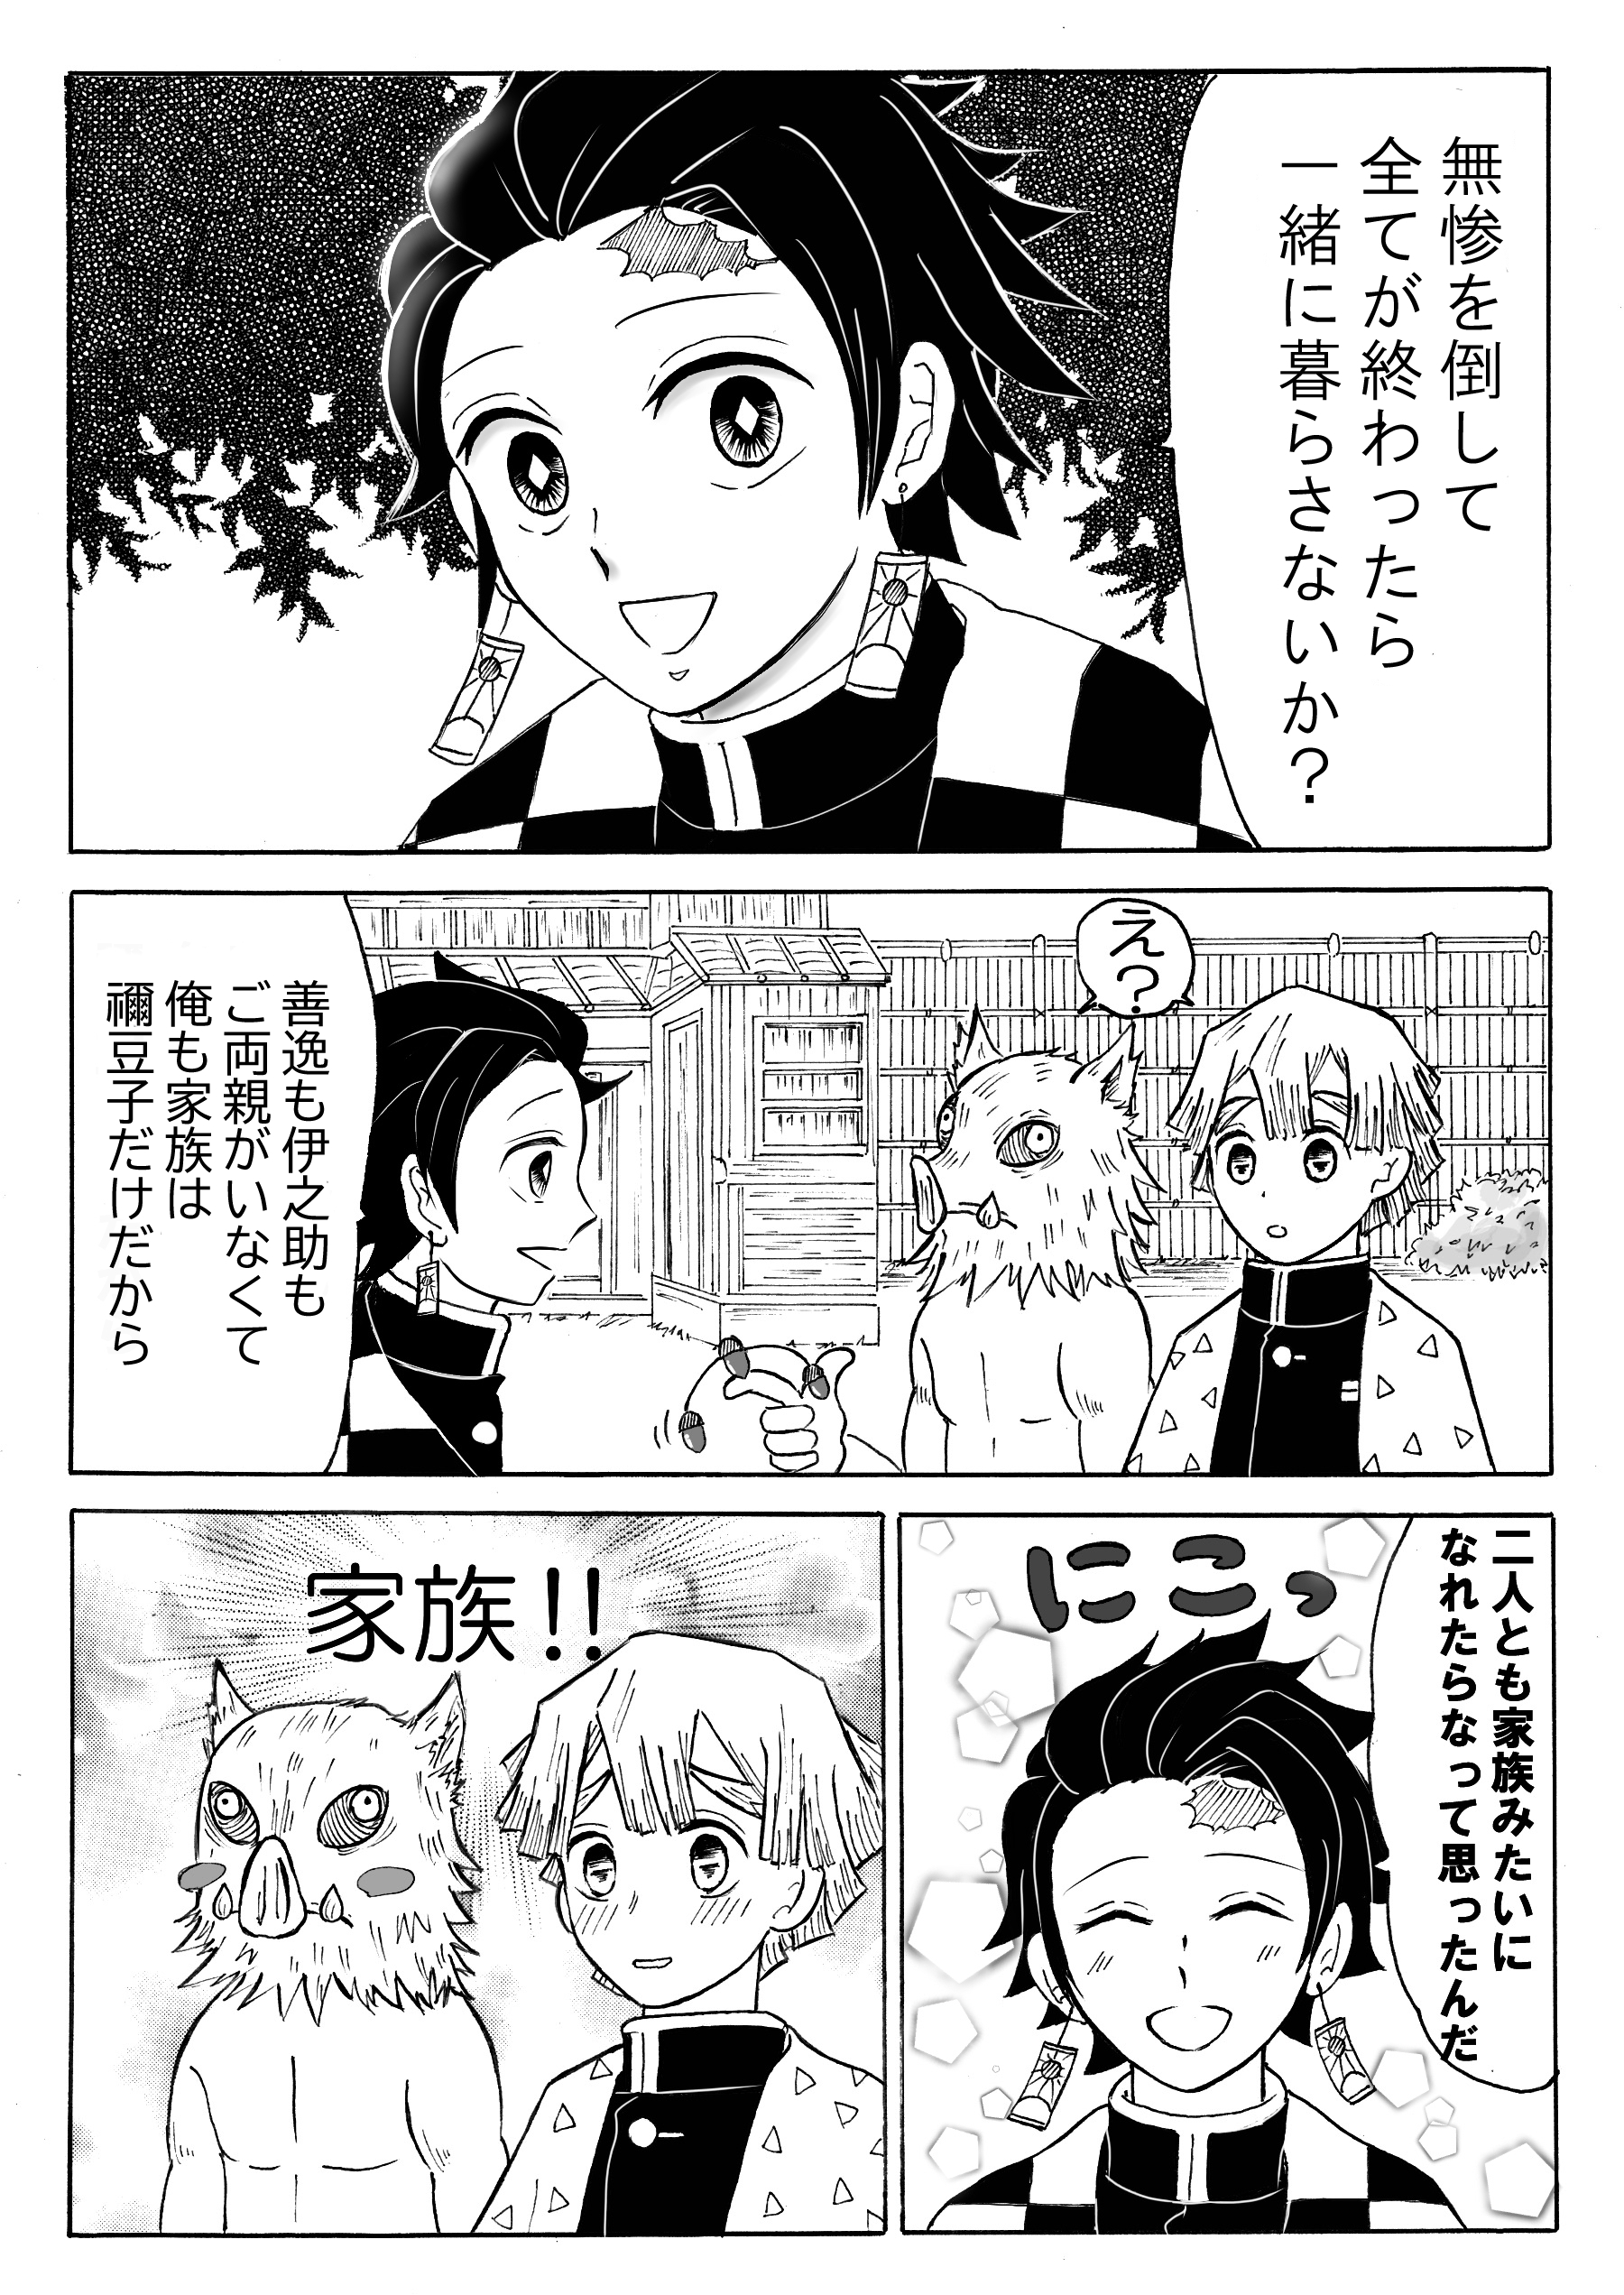 無惨を倒して
全てが終わったら
一緒に暮らさないか？
え？
善逸も伊之助も
ご両親がいなくて
俺も家族は
禰豆子だけだから
二人とも家族みたいに
なれたらなって思ったんだ
にこっ
家族！！